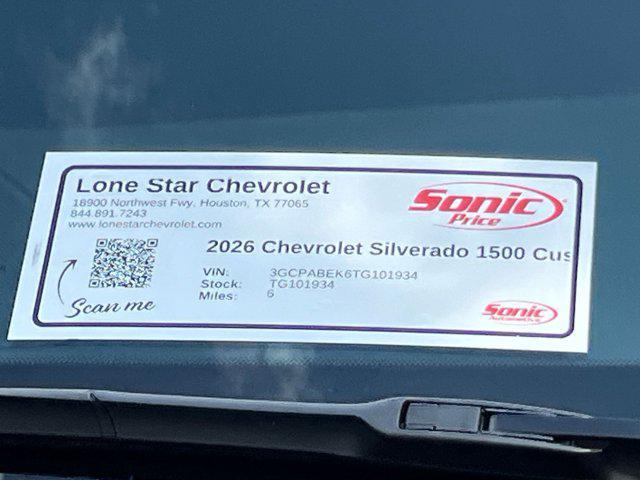 Lone Star Chevrolet
18900 Northwest Fwy. Houston, TX 77065
844.891.7243
www.lonestarchevrolet.com
Sonic
Price
2026 Chevrolet Silverado 1500 Cus
VIN: 3GCPABEK6TG101934
Stock: TG101934
Miles: 6
Scan me
Sonic
Automotive